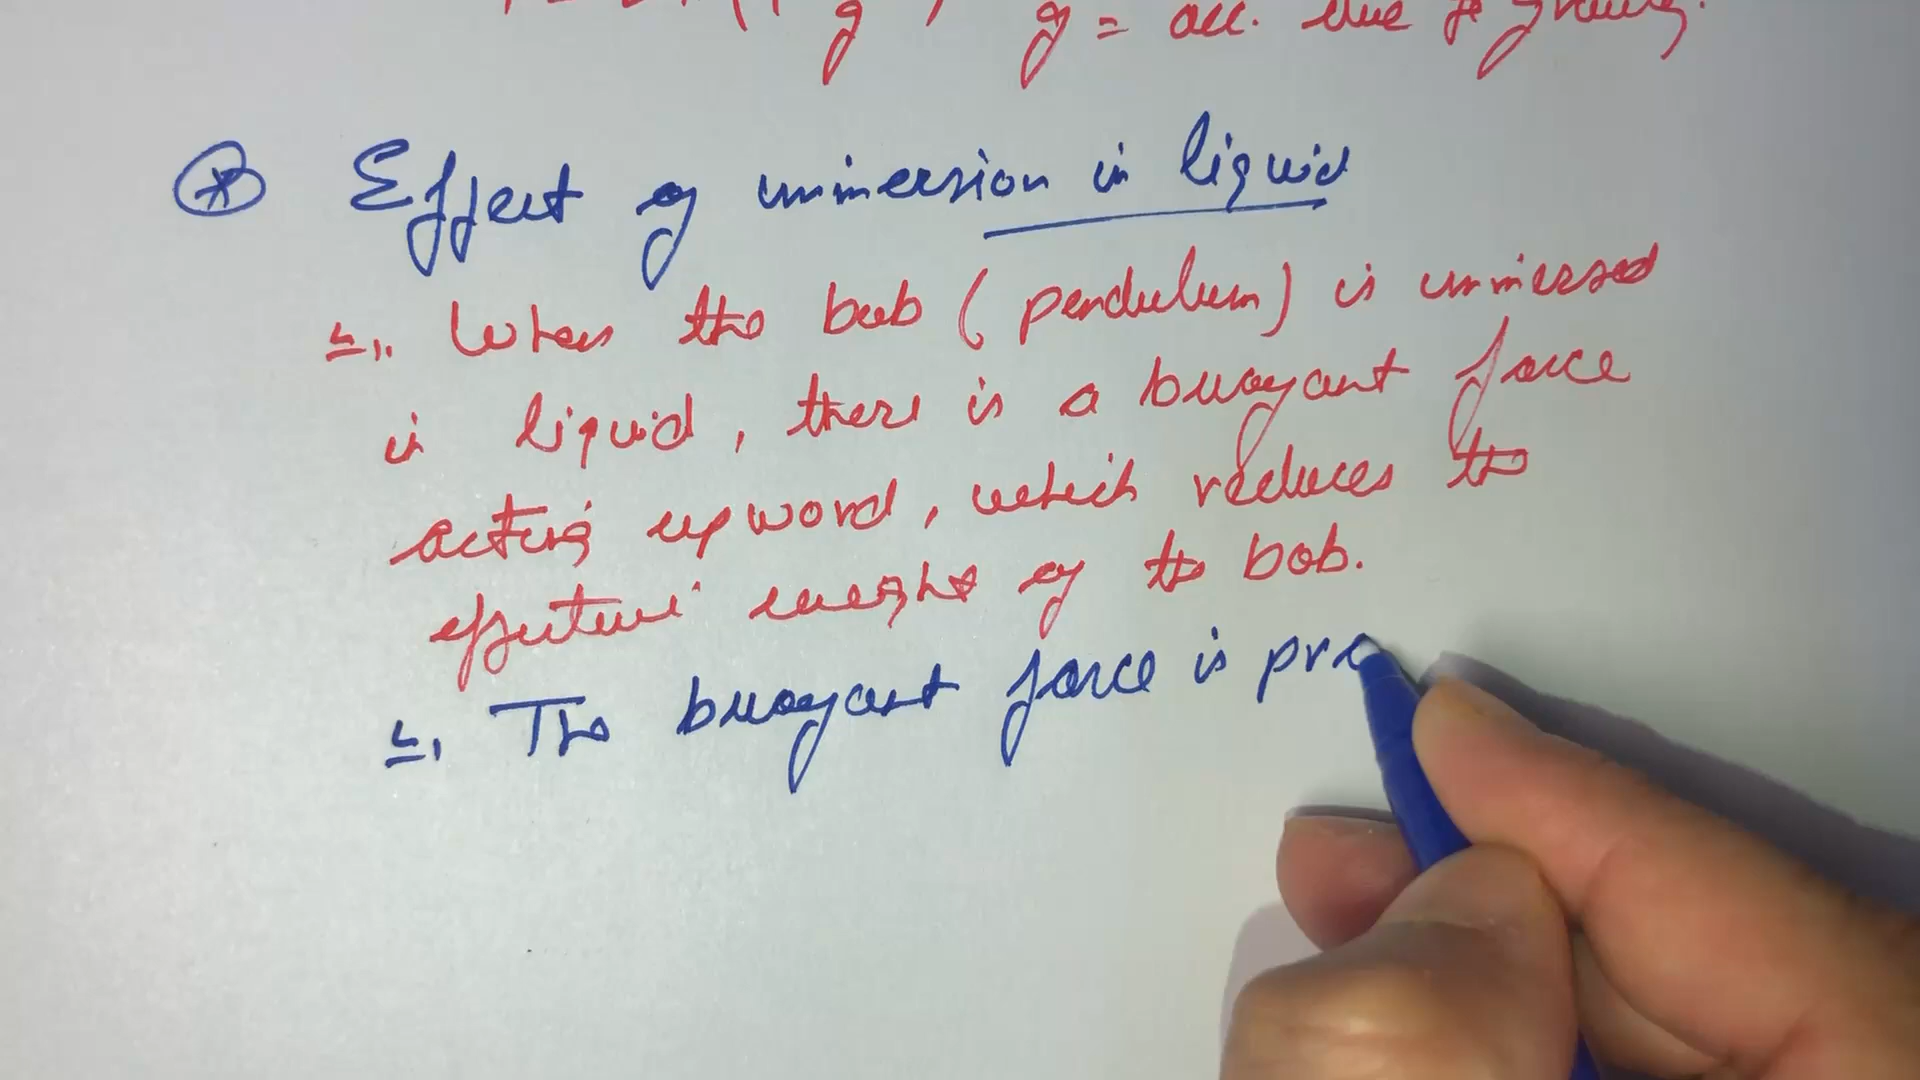 g g = acc. due to gravity.
Effect of immersion in liquid
When the bob (pendulum) is immersed
in liquid, there is a buoyant force
acting upword, which reduces the
effective weight of the bob.
The buoyant force is pro